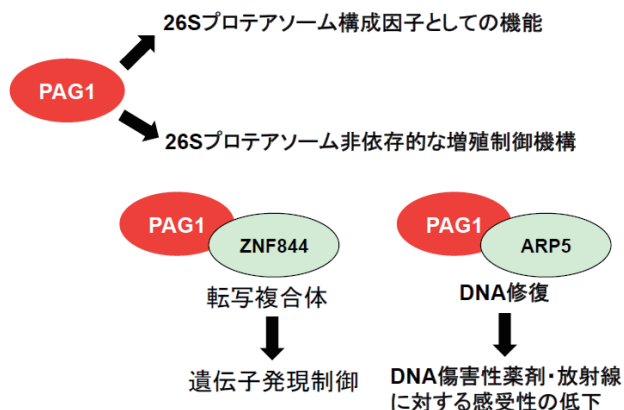 26Sプロテアソーム構成因子としての機能
PAG1
26Sプロテアソーム非依存的な増殖制御機構
PAG1
ZNF844
転写複合体
遺伝子発現制御
PAG1
ARP5
DNA修復
DNA傷害性薬剤・放射線
に対する感受性の低下